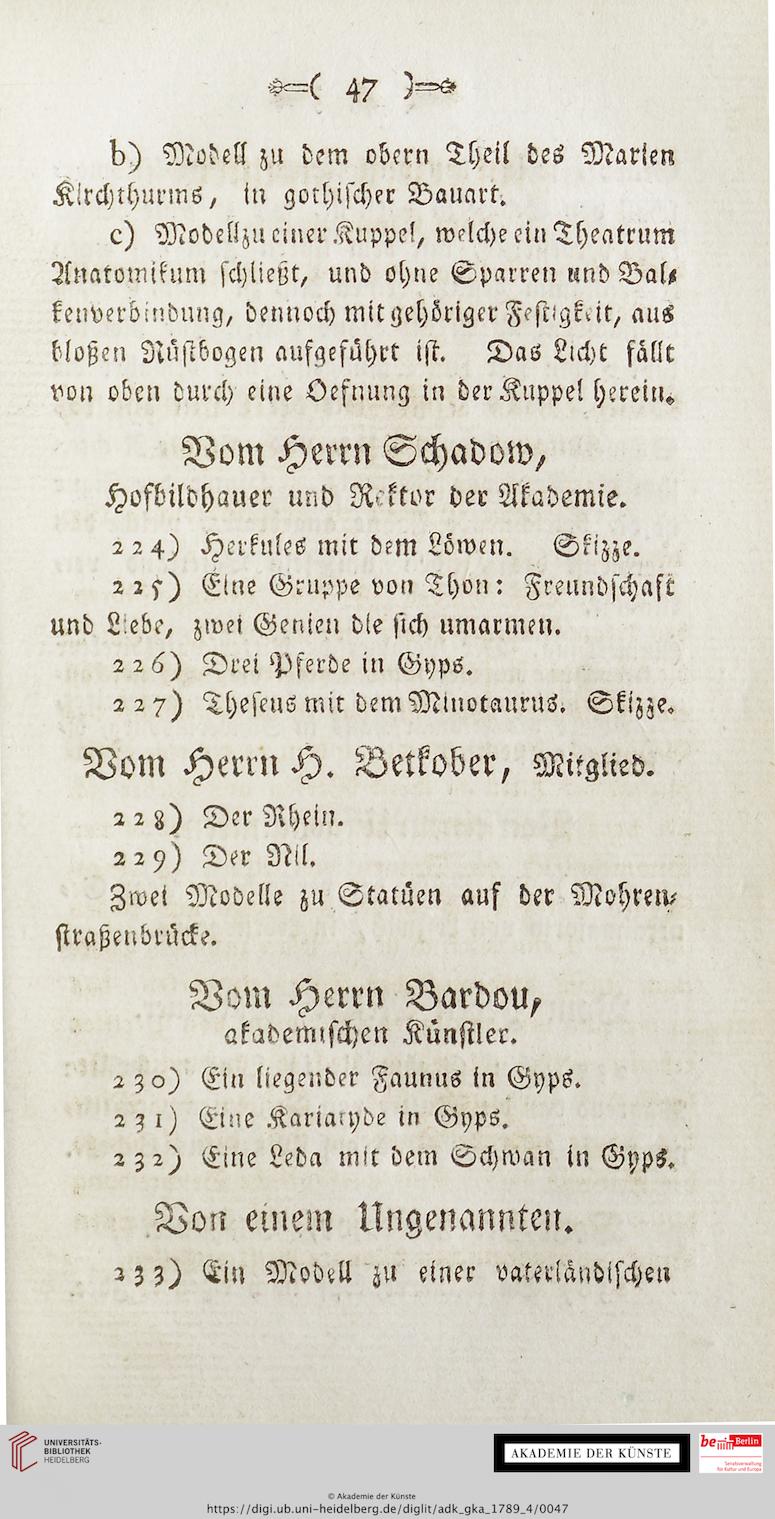 ( 47 )
b) Modell zu dem obern Theil des Marien
Kirchthurms, in gothischer Bauart.
c) Modell zu einer Kuppel, welche ein Theatrum
Anatomikum schließt, und ohne Sparren und Bal-
kenverbindung, dennoch mit gehöriger Festigkeit, aus
bloßen Rüstbogen aufgeführt ist. Das Licht fällt
von oben durch eine Oefnung in der Kuppel herein.
Vom Herrn Schadow,
Hofbildhauer und Rektor der Akademie.
224) Herkules mit dem Löwen. Skizze.
225) Eine Gruppe von Thon: Freundschaft
und Liebe, zwei Genien die sich umarmen.
226) Drei Pferde in Gyps.
227) Theseus mit dem Minotaurus. Skizze.
Vom Herrn H. Betkober, Mitglied.
228) Der Rhein.
229) Der Nil.
Zwei Modelle zu Statüen auf der Mohren-
straßenbrücke.
Vom Herrn Bardou,
akademischen Künstler.
230) Ein liegender Faunus in Gyps.
231) Eine Kariatyde in Gyps.
232) Eine Leda mit dem Schwan in Gyps.
Von einem Ungenannten.
233) Ein Modell zu einer vaterländischen
UNIVERSITÄTS-
BIBLIOTHEK
HEIDELBERG
AKADEMIE DER KÜNSTE
be Berlin
Senatsverwaltung
für Kultur und Europa
© Akademie der Künste
https://digi.ub.uni-heidelberg.de/diglit/adk_gka_1789_4/0047